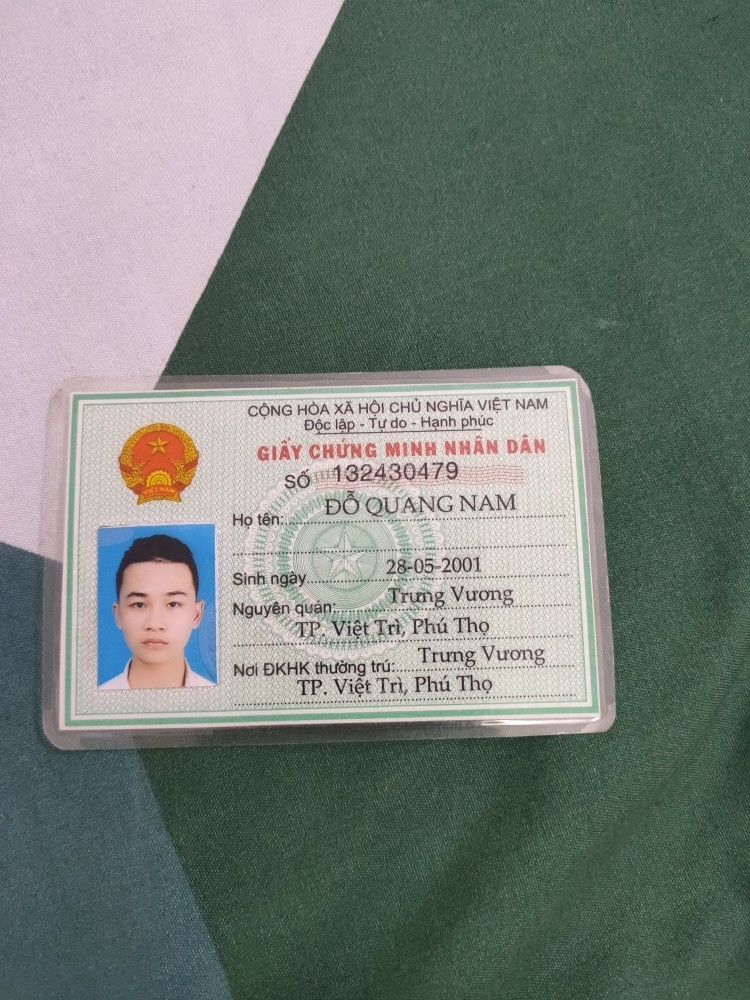 CỘNG HÒA XÃ HỘI CHỦ NGHĨA VIỆT NAM
Độc lập - Tự do - Hạnh phúc
GIẤY CHỨNG MINH NHÂN DÂN
SỐ 132430479
Họ tên: ĐỖ QUANG NAM
Sinh ngày 28-05-2001
Nguyên quán: Trưng Vương
TP. Việt Trì, Phú Thọ
Nơi ĐKHK thường trú: Trưng Vương
TP. Việt Trì, Phú Thọ
VIỆT NAM